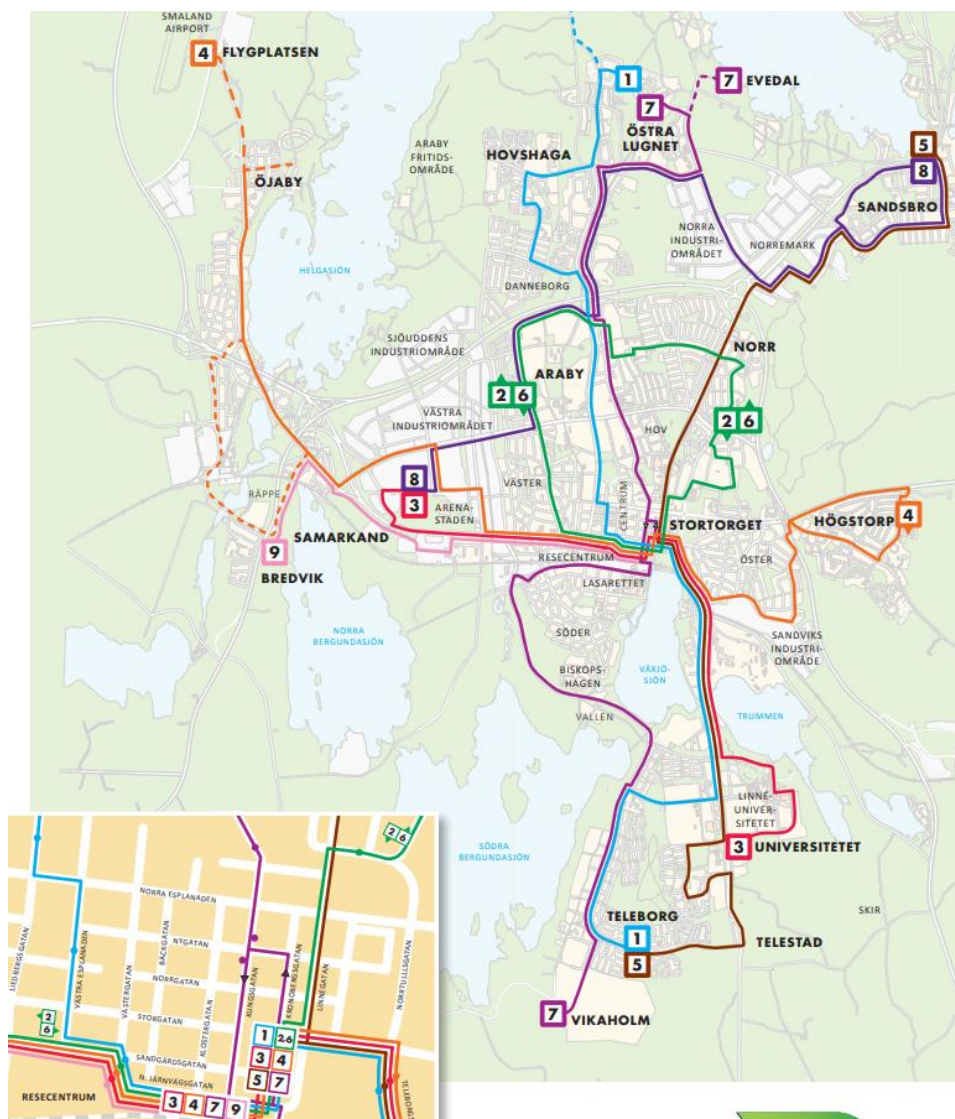 SMALAND
AIRPORT
4 FLYGPLATSEN
1
7 EVEDAL
7
ÖSTRA
LUGNET
ARABY
FRITIDS-
OMRÅDE
HOVSHAGA
5
8
SANDSBRO
ÖJABY
NORRA
INDUSTRI-
OMRÅDET
NORREMARK
HELGASJÖN
DANNEBORG
SJÖUDDENS
INDUSTRIOMRÅDE
NORR
ARABY
2 6
2 6
VÄSTRA
INDUSTRIOMRÅDET
HOV
8
3
VÄSTER
CENTRUM
RÄPPE
ARENA-
STADEN
STORTORGET
HÖGSTORP 4
SAMARKAND
9
BREDVIK
RESECENTRUM
ÖSTER
LASARETTET
SÖDER
NORRA
BERGUNDASJÖN
SANDVIKS
INDUSTRI-
OMRÅDE
BISKOPS-
HAGEN
VÄXJÖ-
SJÖN
VALLEN
TRUMMEN
LINNÉ-
UNIVER-
SITETET
SÖDRA
BERGUNDASJÖN
3 UNIVERSITETET
SKIR
TELEBORG
1
5
TELESTAD
7 VIKAHOLM
2 6
NORRA ESPLANADEN
LIEDBERGSGATAN
VÄSTRA ESPLANADEN
BÄCKGATAN
NYGATAN
VÄSTERGATAN
NORRGATAN
KLOSTERGATAN
KUNGSGATAN
KRONOBERGSGATAN
LINNÉGATAN
NORRTULLSGATAN
STORGATAN
2
6
SANDGÄRDSGATAN
N. JÄRNVÄGSGATAN
1 2,6
3 4
5 7
RESECENTRUM
3 4 7 9